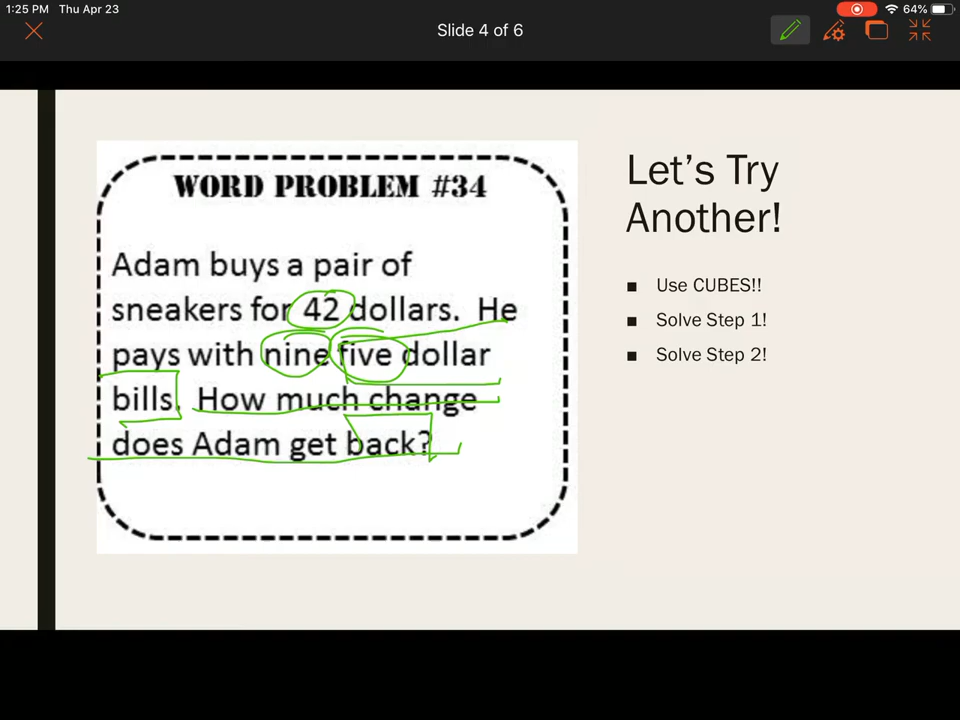 1:25 PM Thu Apr 23
64%
Slide 4 of 6
WORD PROBLEM #34
Adam buys a pair of
sneakers for 42 dollars. He
pays with nine five dollar
bills. How much change
does Adam get back?
Let's Try
Another!
▪ Use CUBES!!
▪ Solve Step 1!
▪ Solve Step 2!